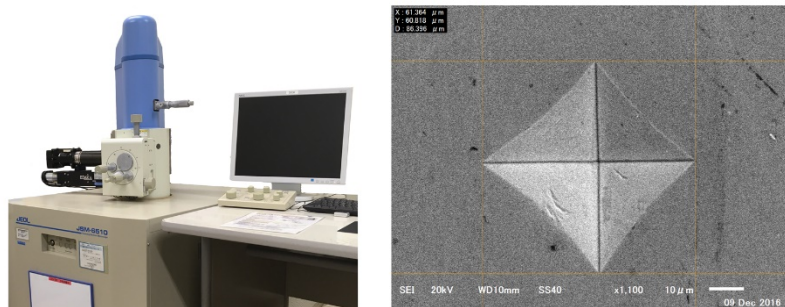 JEOL
JSM-6510
X: 61.364 μm
Y: 60.818 μm
D: 86.396 μm
SEI 20kV WD10mm SS40 x1,100 10μm
09 Dec 2016